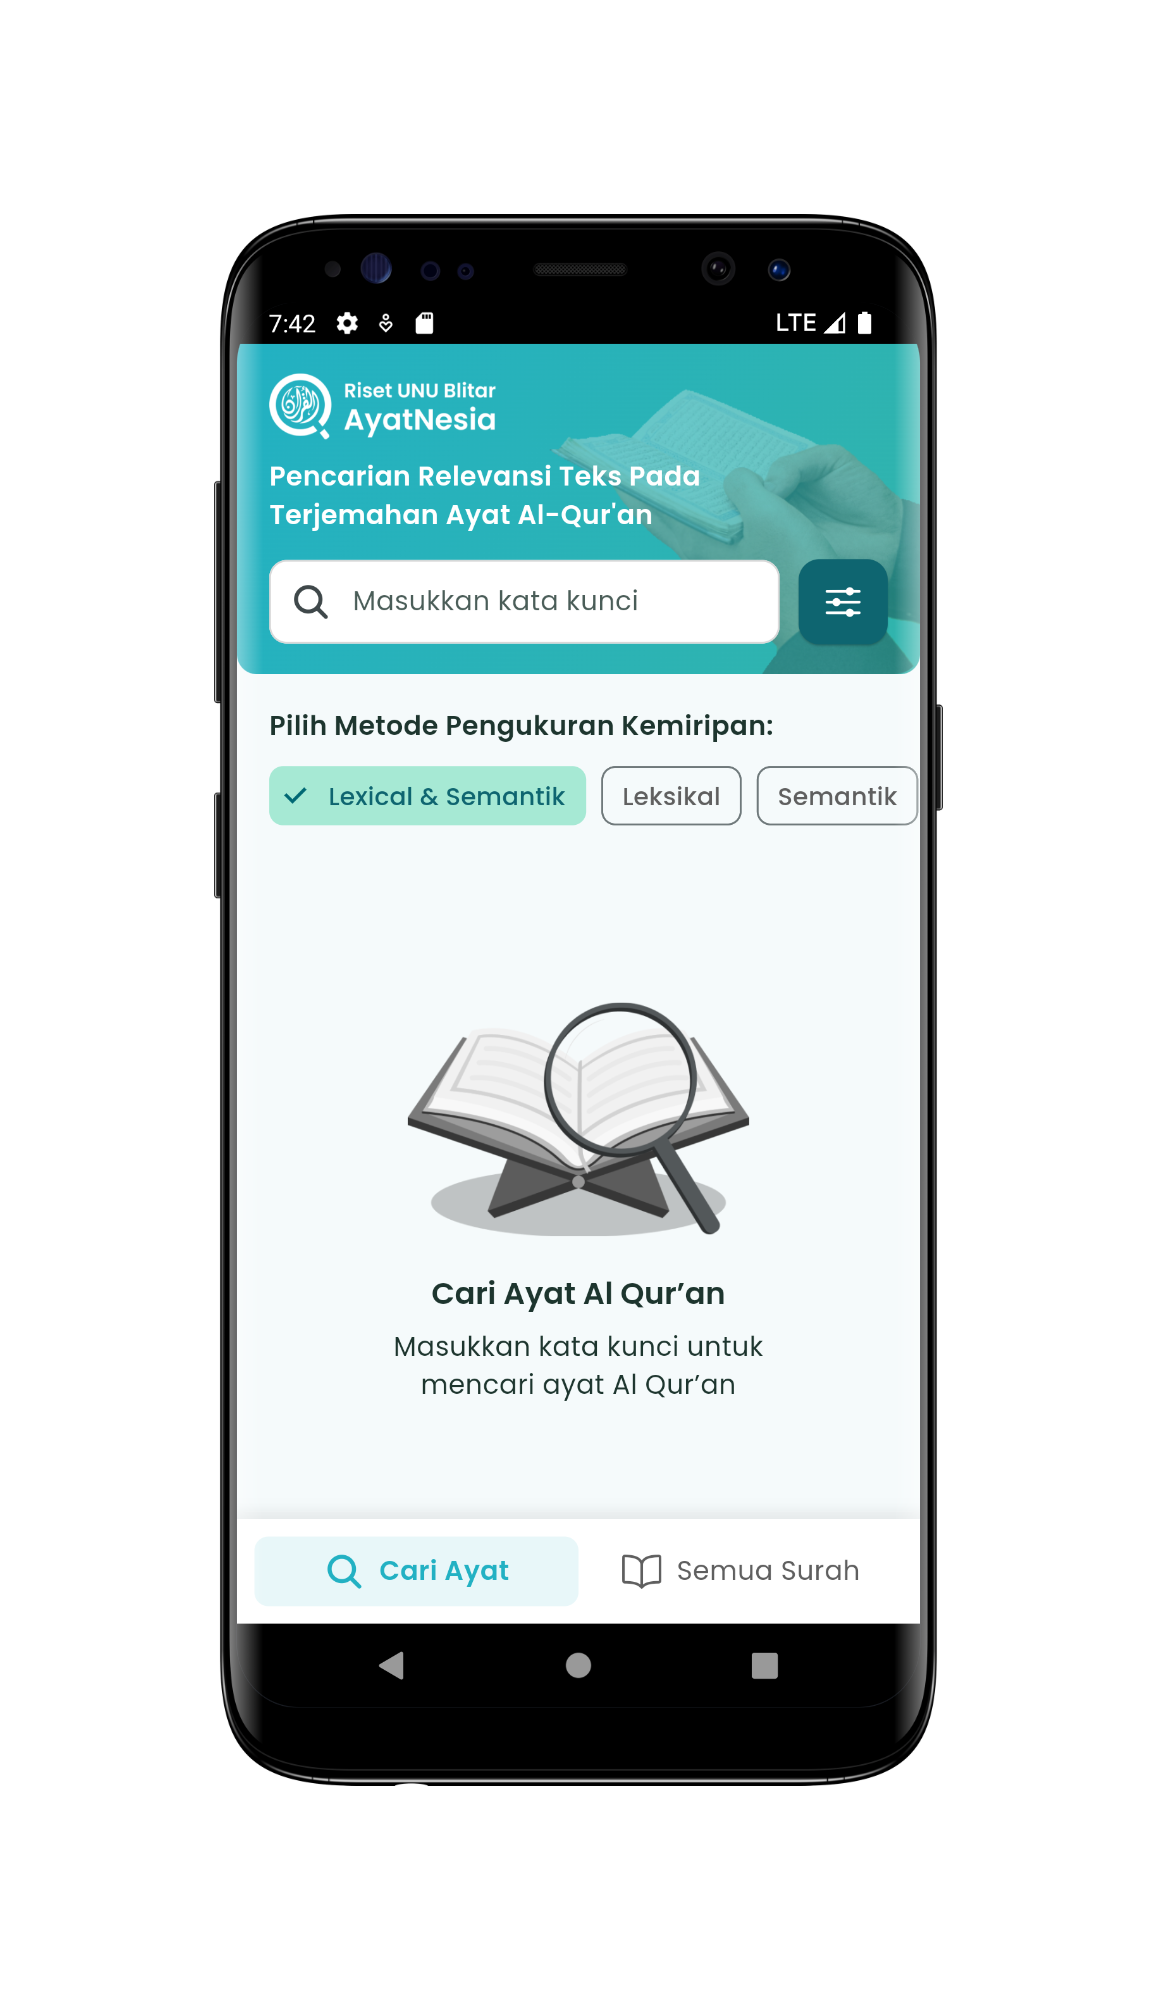 7:42
LTE
Riset UNU Blitar
AyatNesia
Pencarian Relevansi Teks Pada
Terjemahan Ayat Al-Qur'an
Masukkan kata kunci
Pilih Metode Pengukuran Kemiripan:
Lexical & Semantik
Leksikal
Semantik
Cari Ayat Al Qur’an
Masukkan kata kunci untuk
mencari ayat Al Qur’an
Cari Ayat
Semua Surah